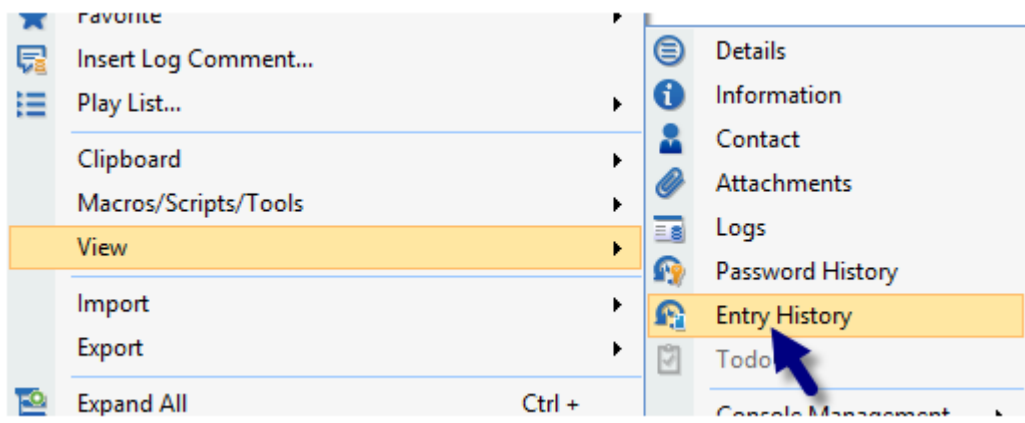 Favorite
Insert Log Comment...
Play List...
Clipboard
Macros/Scripts/Tools
View
Import
Export
Expand All Ctrl +
Details
Information
Contact
Attachments
Logs
Password History
Entry History
Todo
Console Management